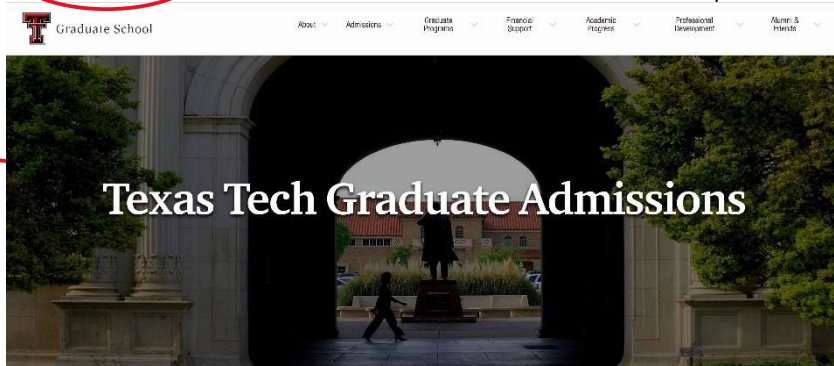 Graduate School
About
Admissions
Graduate Programs
Financial Support
Academic Progress
Professional Development
Alumni & Friends
Texas Tech Graduate Admissions